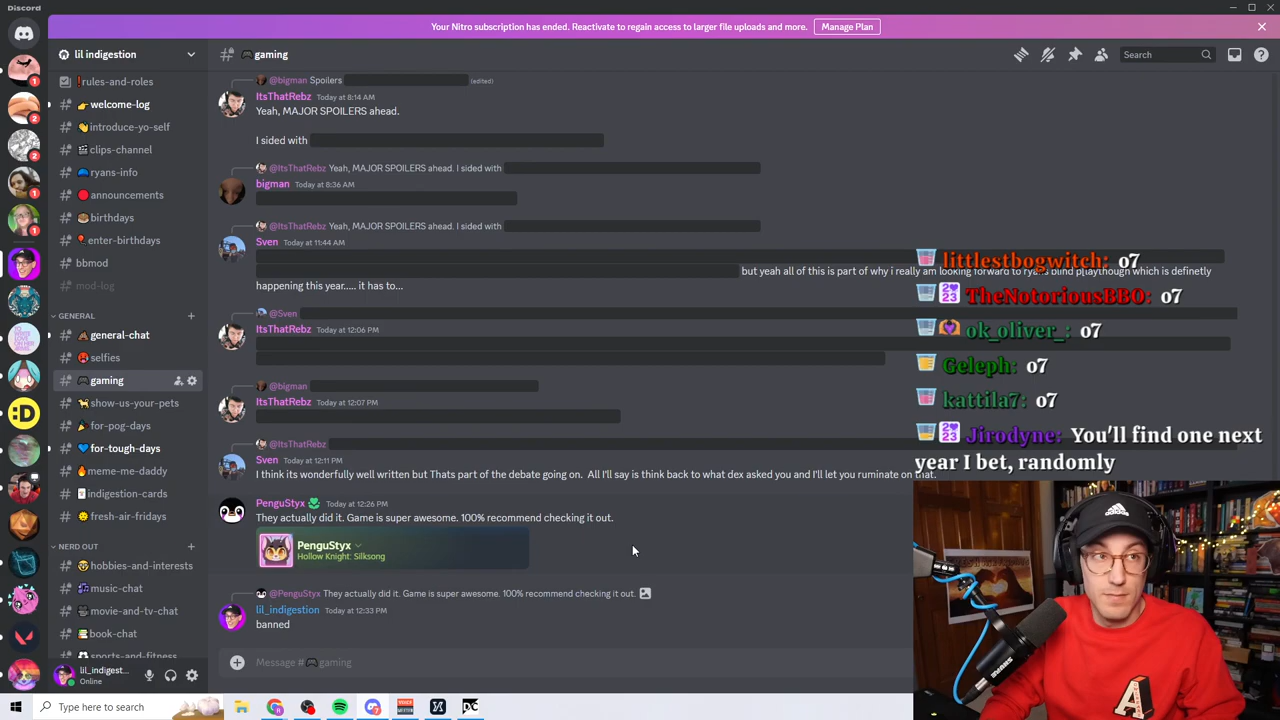 Discord
Your Nitro subscription has ended. Reactivate to regain access to larger file uploads and more. Manage Plan
lil indigestion
rules-and-roles
welcome-log
introduce-yo-self
clips-channel
ryans-info
announcements
birthdays
enter-birthdays
bbmod
mod-log
GENERAL
general-chat
selfies
gaming
show-us-your-pets
for-pog-days
for-tough-days
meme-me-daddy
indigestion-cards
fresh-air-fridays
NERD OUT
hobbies-and-interests
music-chat
movie-and-tv-chat
book-chat
sports-and-fitness
lil_indigest...
Online
gaming
Search
@bigman Spoilers (edited)
ItsThatRebz Today at 8:14 AM
Yeah, MAJOR SPOILERS ahead.
I sided with
@ItsThatRebz Yeah, MAJOR SPOILERS ahead. I sided with
bigman Today at 8:36 AM
@ItsThatRebz Yeah, MAJOR SPOILERS ahead. I sided with
Sven Today at 11:44 AM
but yeah all of this is part of why i really am looking forward to ryans blind playthough which is definetly
happening this year..... it has to...
@Sven
ItsThatRebz Today at 12:06 PM
@bigman
ItsThatRebz Today at 12:07 PM
@ItsThatRebz
Sven Today at 12:11 PM
I think its wonderfully well written but Thats part of the debate going on. All I'll say is think back to what dex asked you and I'll let you ruminate on that.
PenguStyx Today at 12:26 PM
They actually did it. Game is super awesome. 100% recommend checking it out.
PenguStyx
Hollow Knight: Silksong
@PenguStyx They actually did it. Game is super awesome. 100% recommend checking it out.
lil_indigestion Today at 12:33 PM
banned
Message # gaming
littlestbogwitch: o7
TheNotoriousBBO: o7
ok_oliver_: o7
Geleph: o7
kattila7: o7
Jirodyne: You'll find one next
year I bet, randomly
Type here to search